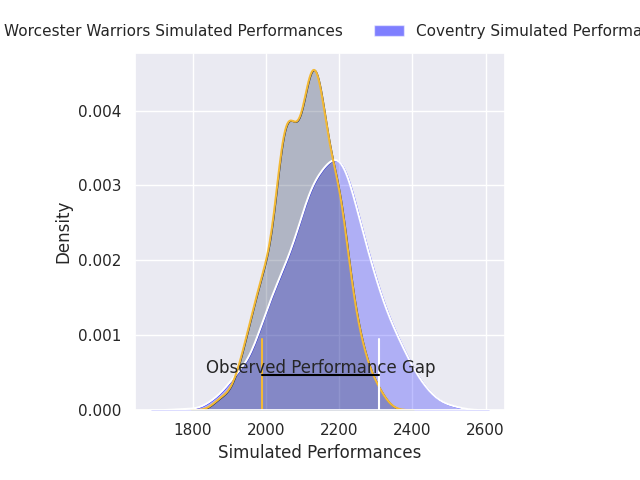 Worcester Warriors Simulated Performances
Coventry Simulated Performa
0.004
0.003
0.002
0.001
0.000
Density
Observed Performance Gap
1800 2000 2200 2400 2600
Simulated Performances